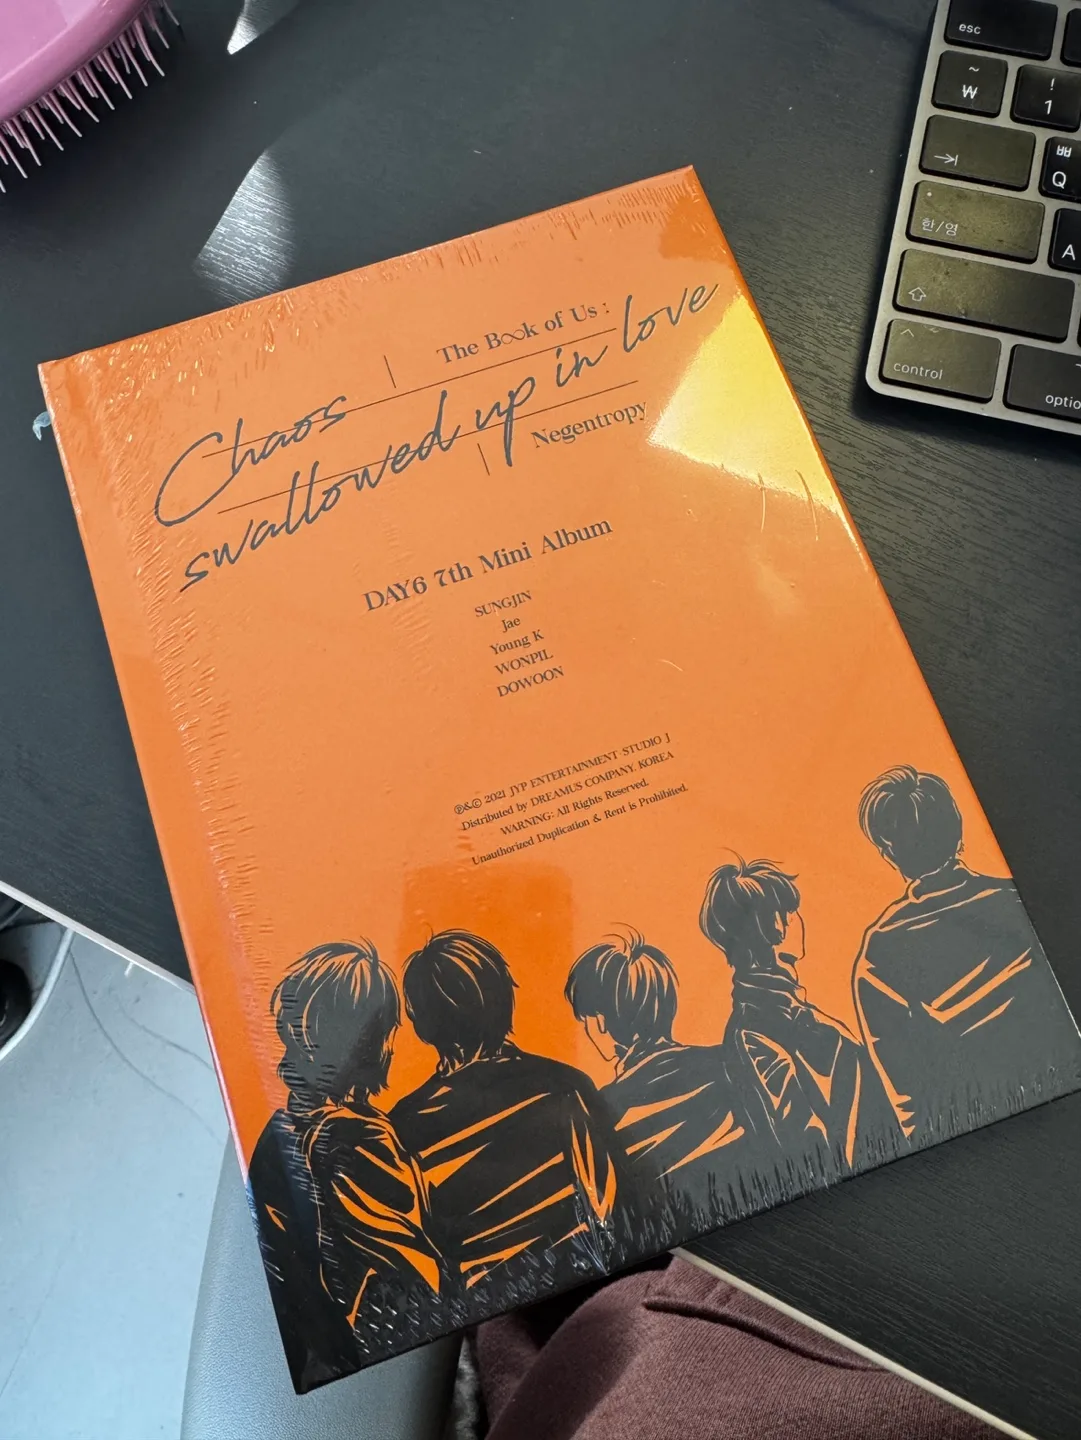 The Book of Us :
Chaos
swallowed up in love
Negentropy
DAY6 7th Mini Album
SUNGJIN
Jae
Young K
WONPIL
DOWOON
℗&© 2021 JYP ENTERTAINMENT·STUDIO J
Distributed by DREAMUS COMPANY, KOREA
WARNING: All Rights Reserved.
Unauthorized Duplication & Rent is Prohibited.
esc
~
₩
!
1
ㅃ
ㅂ
Q
한/영
A
control
optio